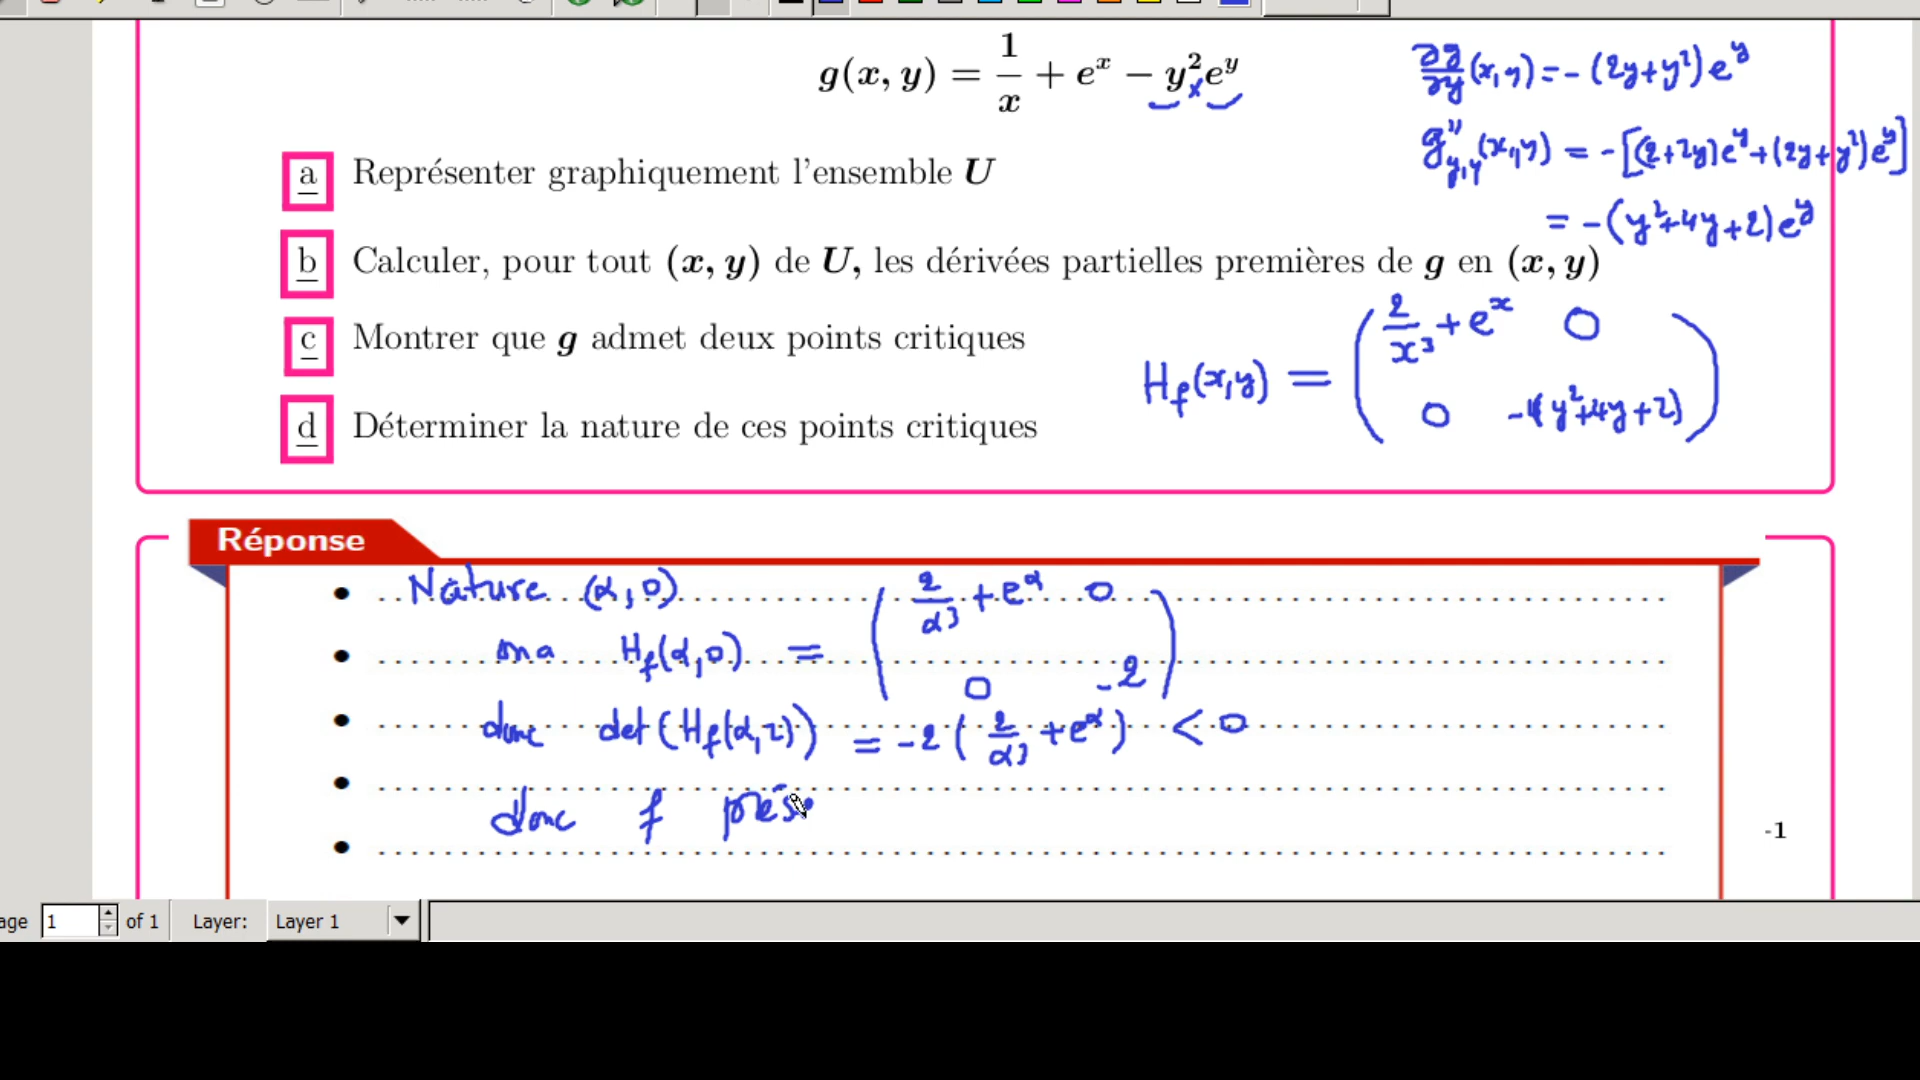 g(x, y) = 1/x + e^x − y^2 e^y
×
∂g/∂y (x,y) = - (2y+y²) e^y
g''y,y (x,y) = - [(2+2y)e^y + (2y+y²)e^y]
= - (y²+4y+2) e^y
a Représenter graphiquement l'ensemble U
b Calculer, pour tout (x, y) de U, les dérivées partielles premières de g en (x, y)
c Montrer que g admet deux points critiques
d Déterminer la nature de ces points critiques
H_f(x,y) = ( 2/x³ + e^x 0
0 -(y²+4y+2) )
Réponse
• Nature (α, 0)
• on a H_f(α,0) = ( 2/α³ + e^α 0
0 -2 )
• donc det(H_f(α,2)) = -2 ( 2/α³ + e^α ) < 0
• donc f prése
•
-1
age 1 of 1 Layer: Layer 1